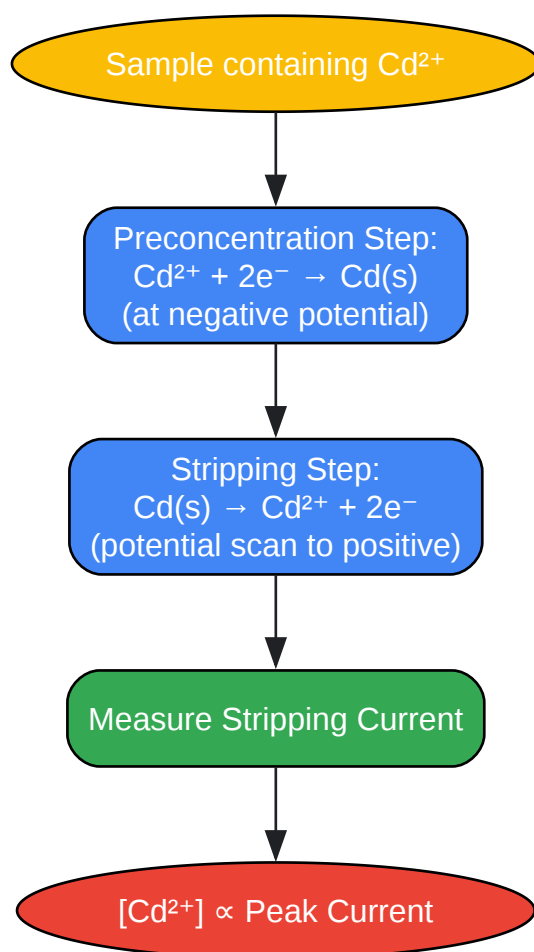 Sample containing Cd²⁺
Preconcentration Step:
Cd²⁺ + 2e⁻ → Cd(s)
(at negative potential)
Stripping Step:
Cd(s) → Cd²⁺ + 2e⁻
(potential scan to positive)
Measure Stripping Current
[Cd²⁺] ∝ Peak Current